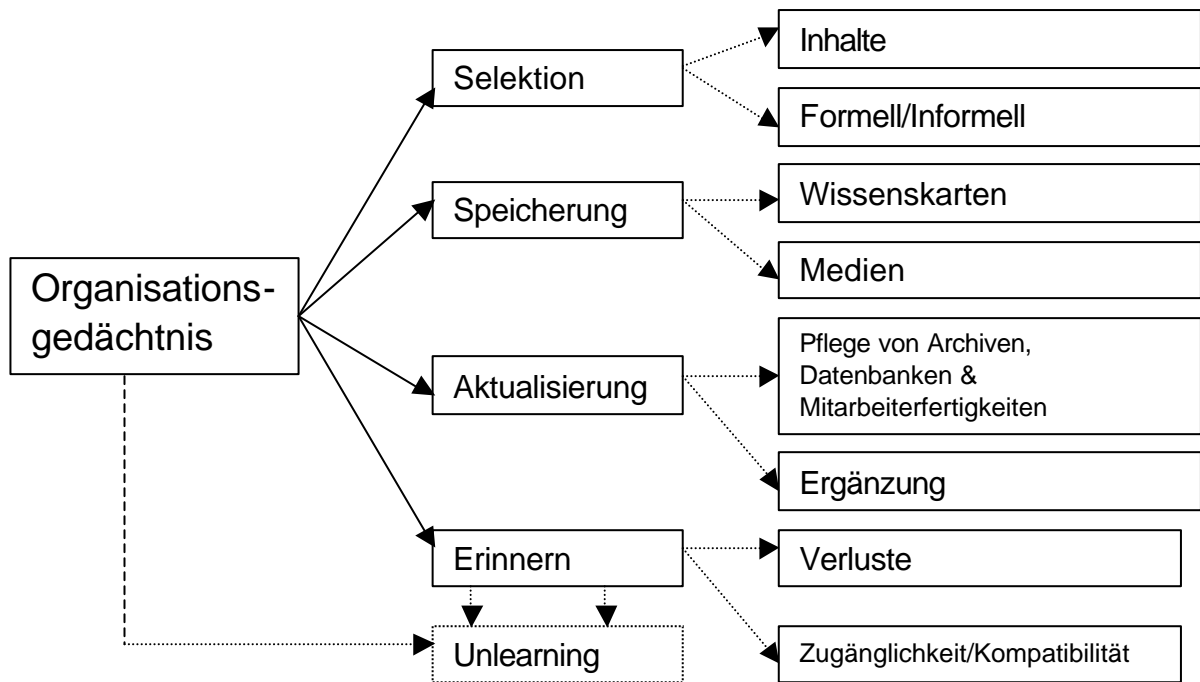 Organisations-
gedächtnis
Selektion
Inhalte
Formell/Informell
Speicherung
Wissenskarten
Medien
Aktualisierung
Pflege von Archiven,
Datenbanken &
Mitarbeiterfertigkeiten
Ergänzung
Erinnern
Verluste
Unlearning
Zugänglichkeit/Kompatibilität